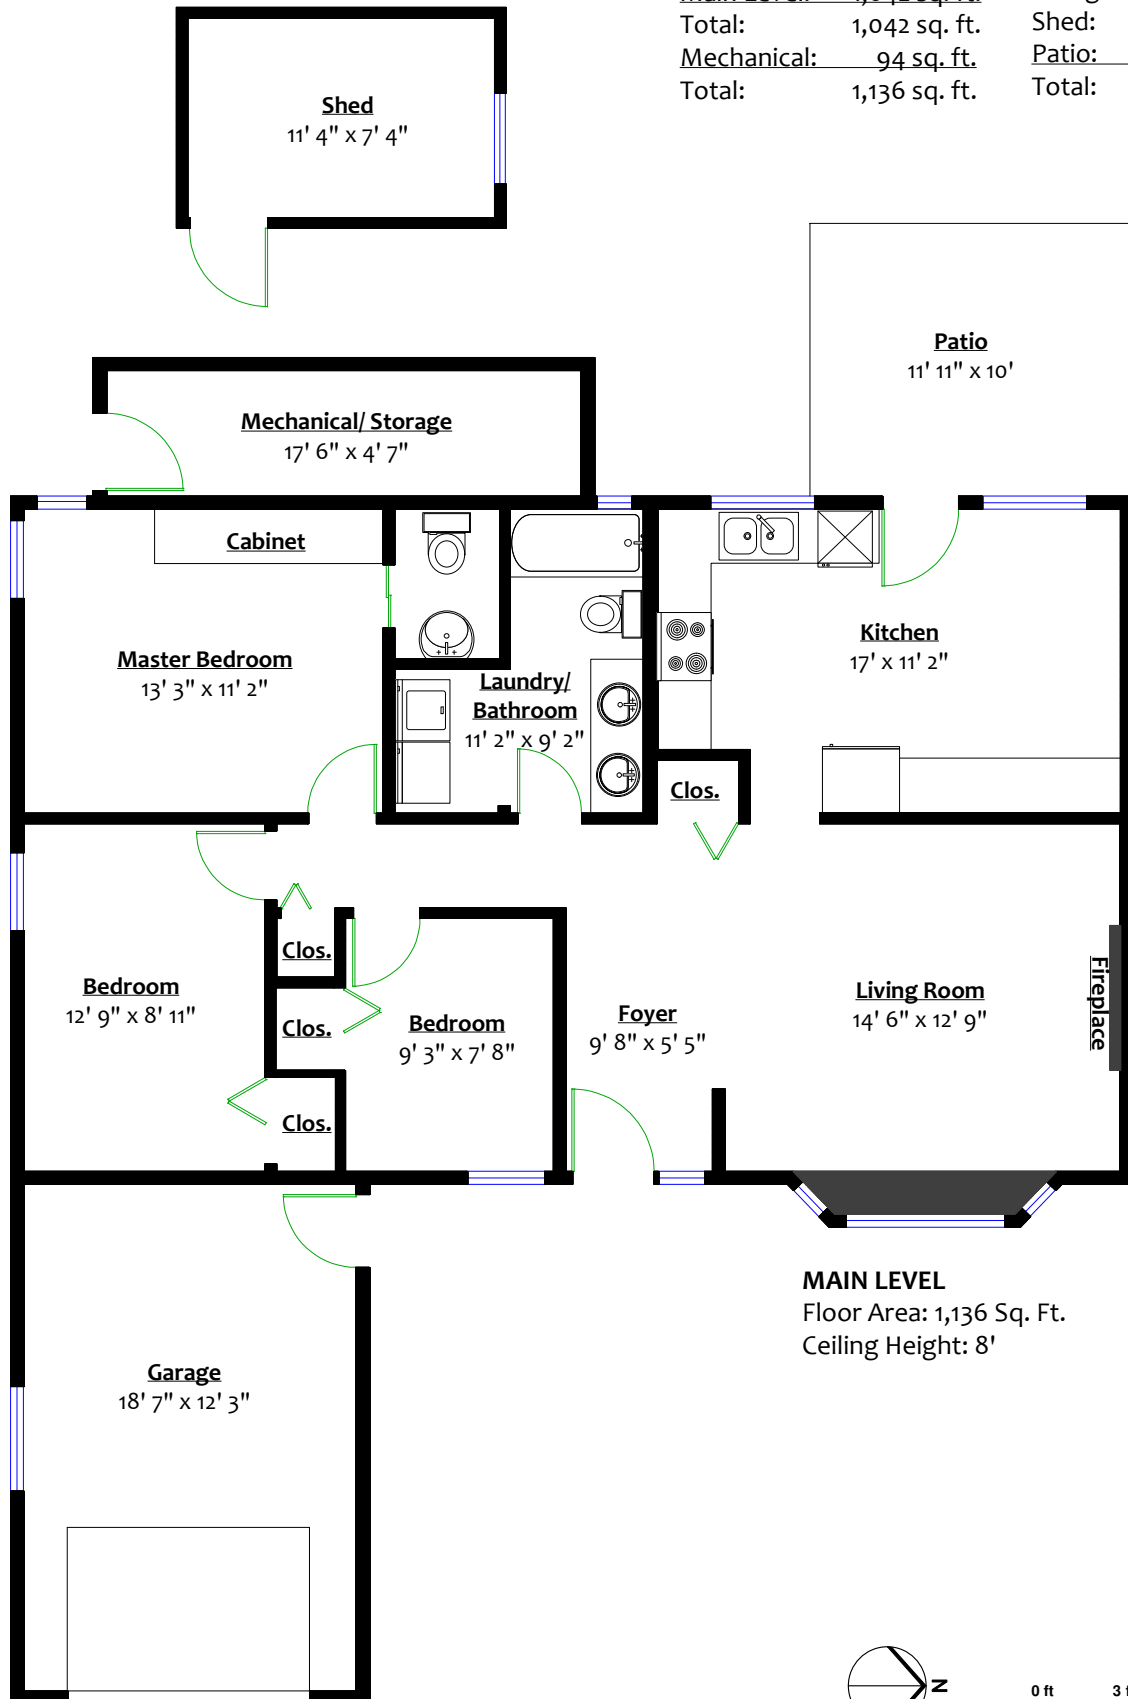 Total: 1,042 sq. ft.
Mechanical: 94 sq. ft.
Total: 1,136 sq. ft.
Shed:
Patio:
Total:
Shed
11' 4" x 7' 4"
Patio
11' 11" x 10'
Mechanical/ Storage
17' 6" x 4' 7"
Cabinet
Master Bedroom
13' 3" x 11' 2"
Laundry/
Bathroom
11' 2" x 9' 2"
Kitchen
17' x 11' 2"
Clos.
Clos.
Bedroom
12' 9" x 8' 11"
Clos.
Bedroom
9' 3" x 7' 8"
Foyer
9' 8" x 5' 5"
Living Room
14' 6" x 12' 9"
Fireplace
Clos.
MAIN LEVEL
Floor Area: 1,136 Sq. Ft.
Ceiling Height: 8'
Garage
18' 7" x 12' 3"
N
0 ft 3 f